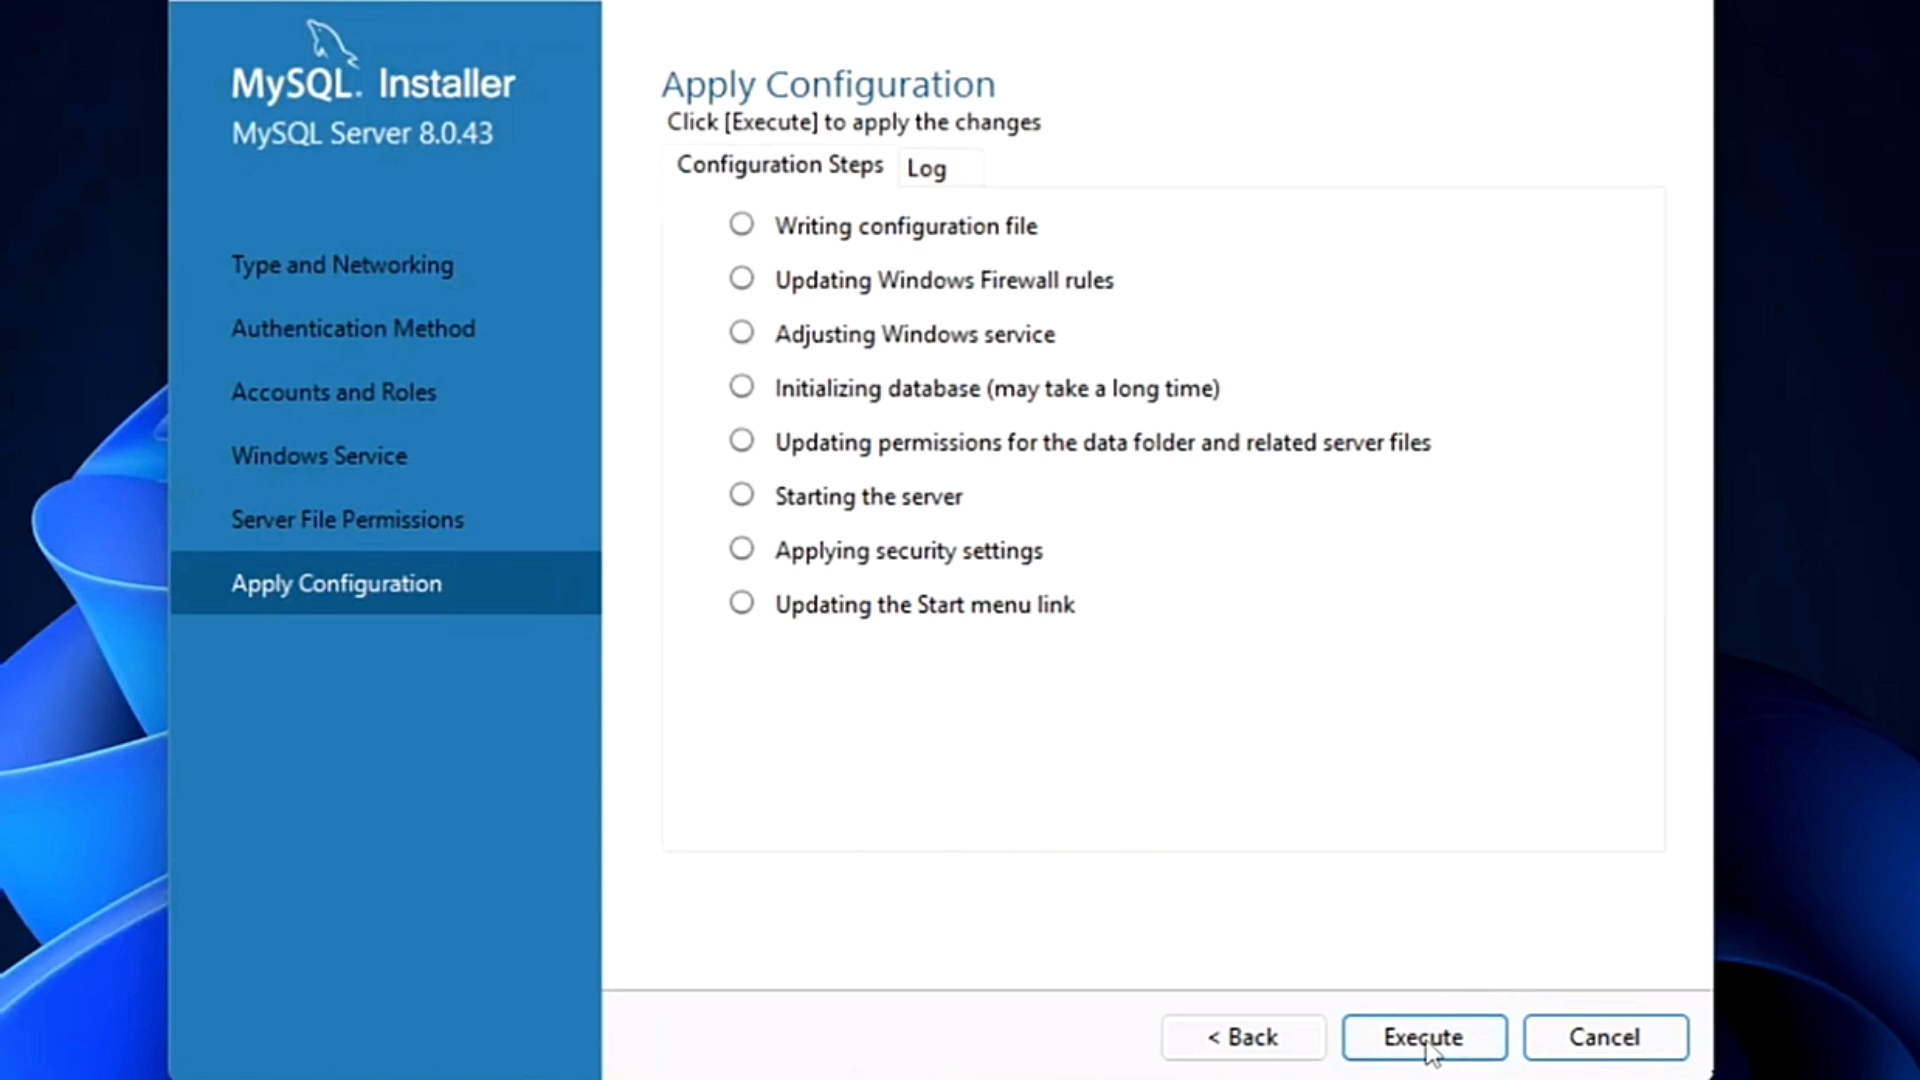 MySQL. Installer
MySQL Server 8.0.43
Type and Networking
Authentication Method
Accounts and Roles
Windows Service
Server File Permissions
Apply Configuration
Apply Configuration
Click [Execute] to apply the changes
Configuration Steps
Log
Writing configuration file
Updating Windows Firewall rules
Adjusting Windows service
Initializing database (may take a long time)
Updating permissions for the data folder and related server files
Starting the server
Applying security settings
Updating the Start menu link
< Back
Execute
Cancel